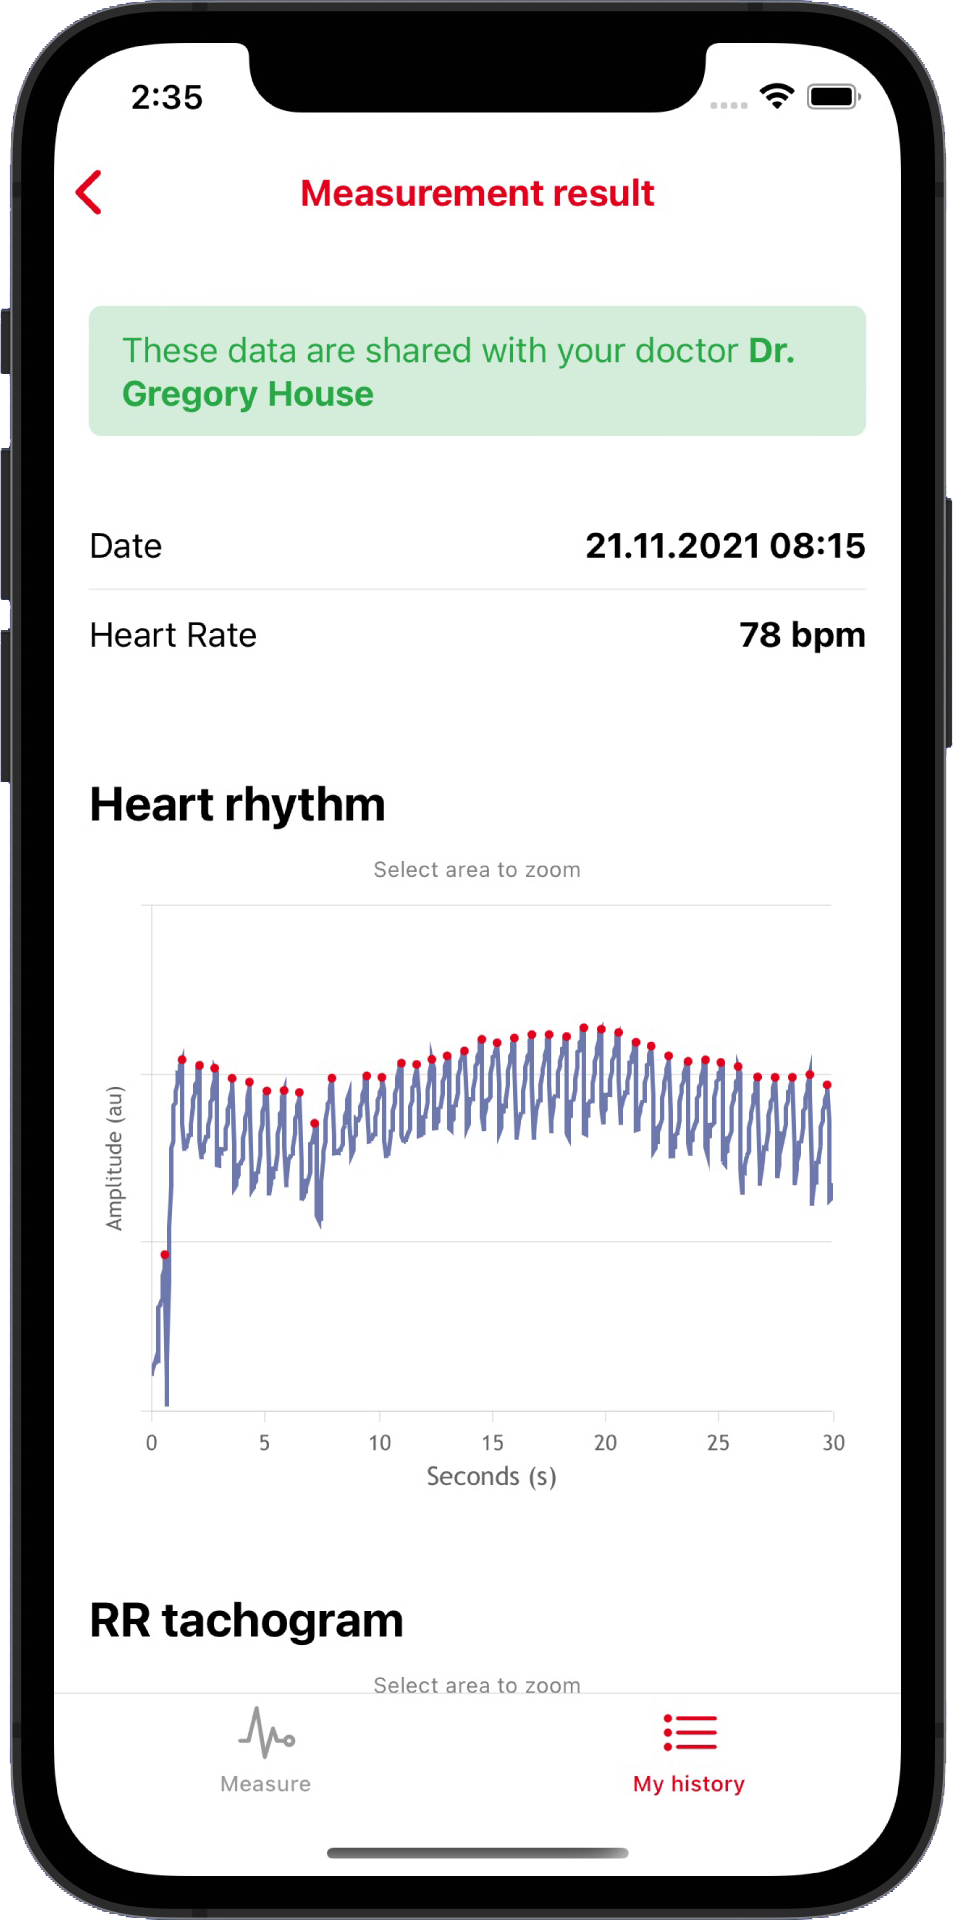 2:35
Measurement result
These data are shared with your doctor Dr.
Gregory House
Date 21.11.2021 08:15
Heart Rate 78 bpm
Heart rhythm
Select area to zoom
Amplitude (au)
0 5 10 15 20 25 30
Seconds (s)
RR tachogram
Select area to zoom
Measure My history